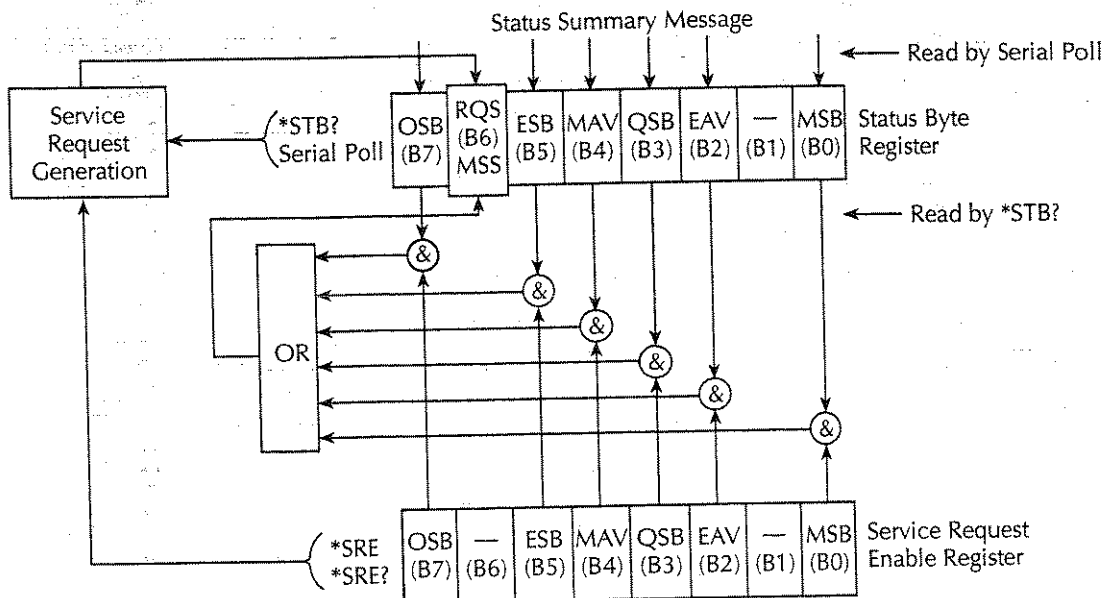 Status Summary Message
Read by Serial Poll
Service
Request
Generation
*STB?
Serial Poll
OSB
(B7)
RQS
(B6)
MSS
ESB
(B5)
MAV
(B4)
QSB
(B3)
EAV
(B2)
—
(B1)
MSB
(B0)
Status Byte
Register
Read by *STB?
&
&
&
&
&
&
OR
*SRE
*SRE?
OSB
(B7)
—
(B6)
ESB
(B5)
MAV
(B4)
QSB
(B3)
EAV
(B2)
—
(B1)
MSB
(B0)
Service Request
Enable Register